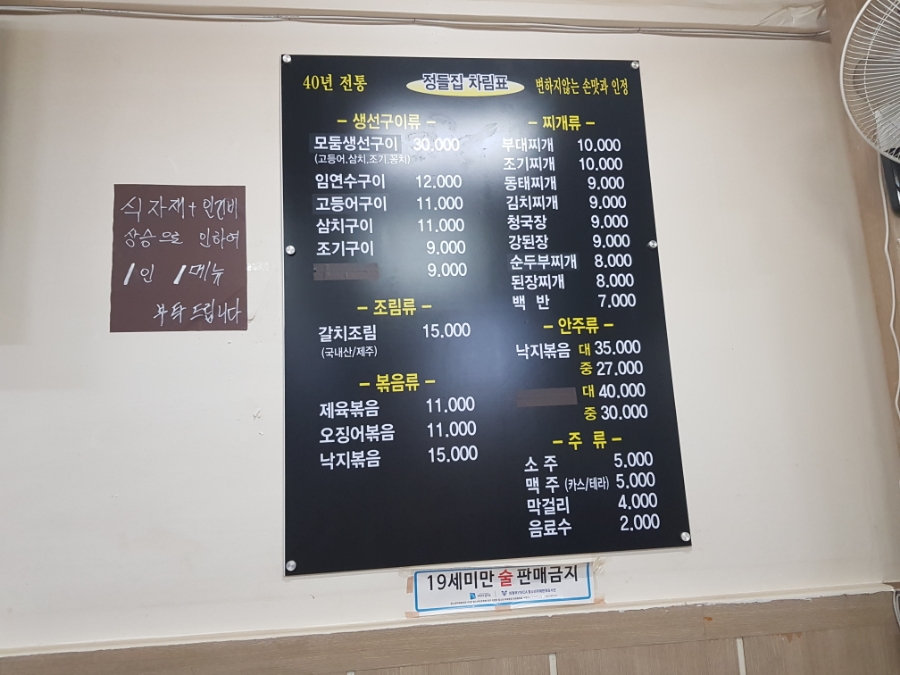 식자재 + 인건비
상승으로 인하여
1인 1메뉴
부탁드립니다
40년 전통
정들집 차림표
변하지않는 손맛과 인정
- 생선구이류 -
모둠생선구이 30.000
(고등어,삼치,조기 꽁치)
임연수구이 12.000
고등어구이 11.000
삼치구이 11.000
조기구이 9.000
9.000
- 조림류 -
갈치조림 15.000
(국내산/제주)
- 볶음류 -
제육볶음 11.000
오징어볶음 11.000
낙지볶음 15.000
- 찌개류 -
부대찌개 10.000
조기찌개 10.000
동태찌개 9.000
김치찌개 9.000
청국장 9.000
강된장 9.000
순두부찌개 8.000
된장찌개 8.000
백 반 7.000
- 안주류 -
낙지볶음 대 35.000
중 27.000
대 40.000
중 30.000
- 주 류 -
소 주 5.000
맥 주 (카스/테라) 5.000
막걸리 4.000
음료수 2.000
19세미만 술 판매금지